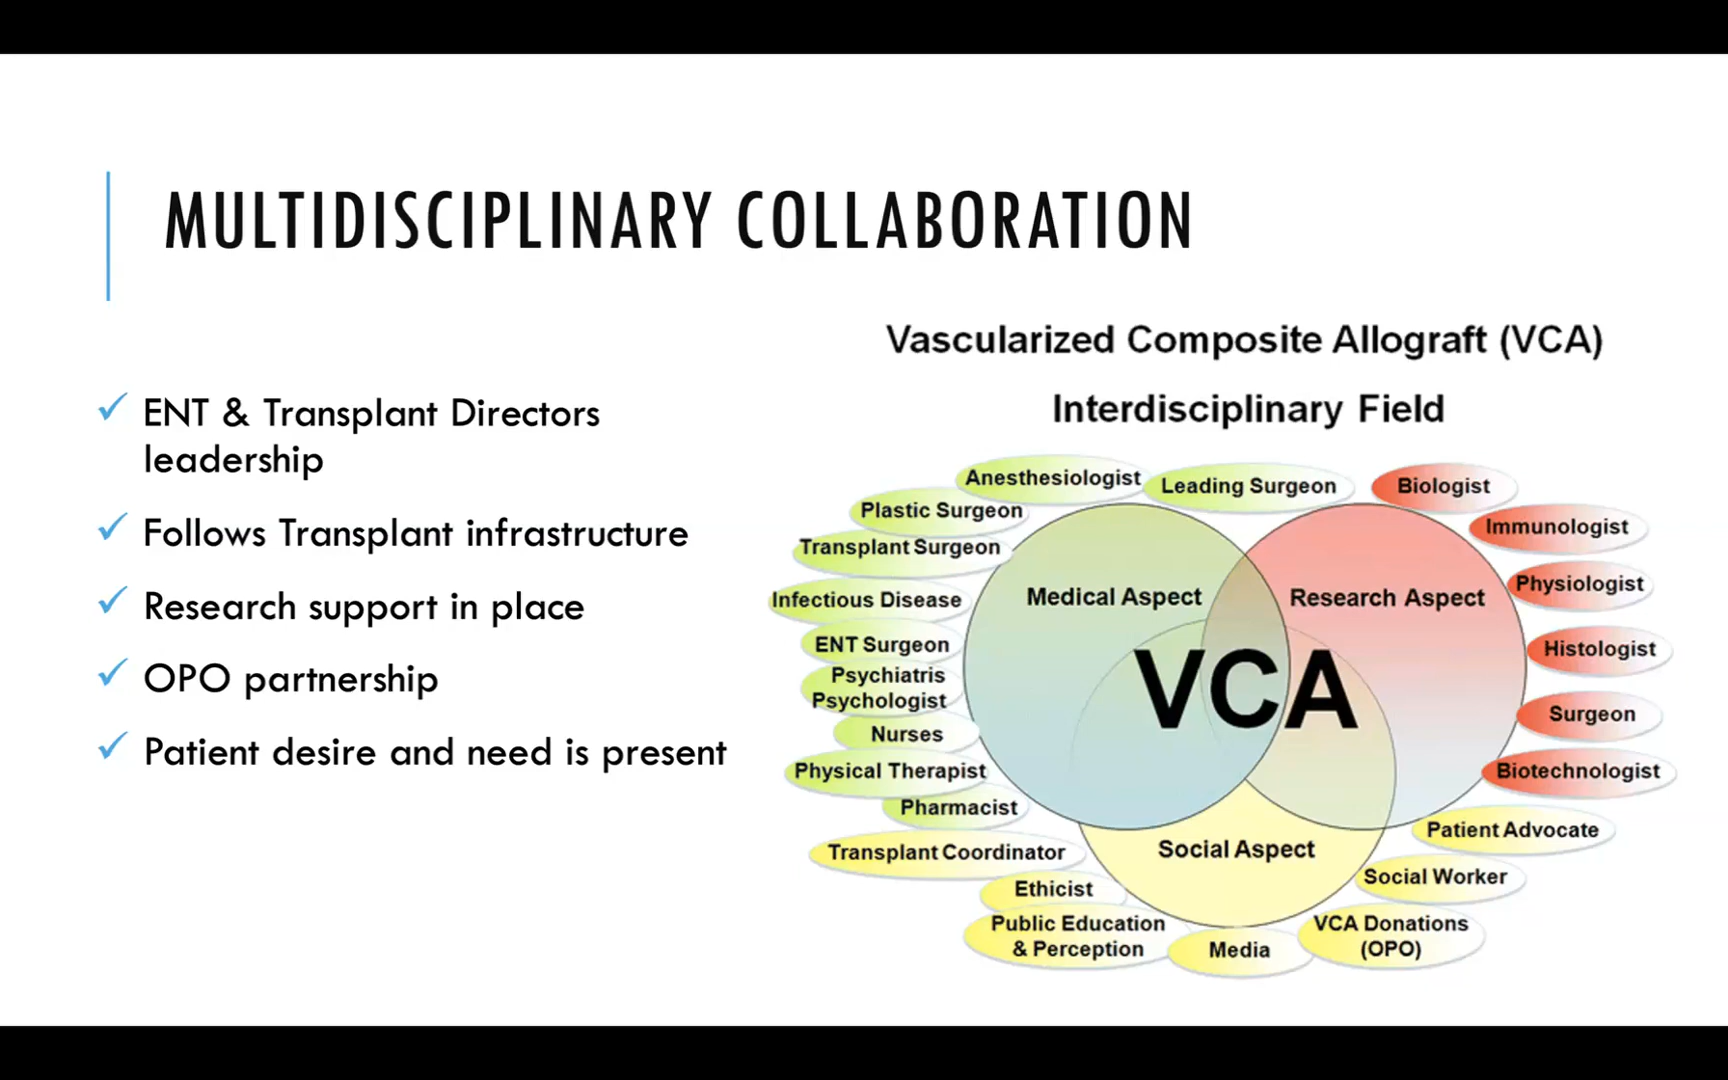 MULTIDISCIPLINARY COLLABORATION
ENT & Transplant Directors
leadership
Follows Transplant infrastructure
Research support in place
OPO partnership
Patient desire and need is present
Vascularized Composite Allograft (VCA)
Interdisciplinary Field
Anesthesiologist
Leading Surgeon
Biologist
Plastic Surgeon
Immunologist
Transplant Surgeon
Physiologist
Infectious Disease
Medical Aspect
Research Aspect
ENT Surgeon
Histologist
Psychiatris
Psychologist
VCA
Surgeon
Nurses
Physical Therapist
Biotechnologist
Pharmacist
Patient Advocate
Transplant Coordinator
Social Aspect
Social Worker
Ethicist
Public Education
& Perception
Media
VCA Donations
(OPO)